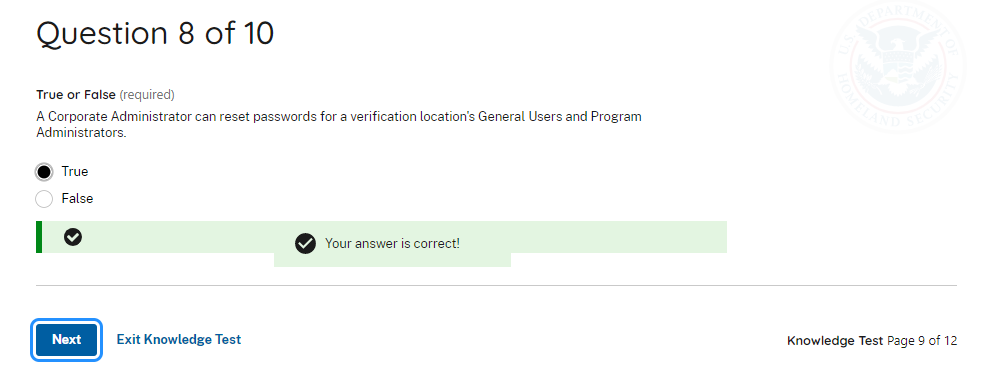 Question 8 of 10
U.S. DEPARTMENT OF HOMELAND SECURITY
True or False (required)
A Corporate Administrator can reset passwords for a verification location's General Users and Program
Administrators.
True
False
Your answer is correct!
Next
Exit Knowledge Test
Knowledge Test Page 9 of 12